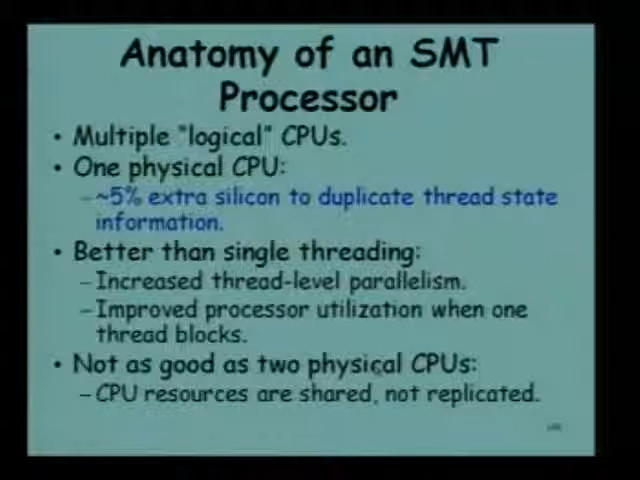 Anatomy of an SMT
Processor
• Multiple "logical" CPUs.
• One physical CPU:
– ~5% extra silicon to duplicate thread state
information.
• Better than single threading:
– Increased thread-level parallelism.
– Improved processor utilization when one
thread blocks.
• Not as good as two physical CPUs:
– CPU resources are shared, not replicated.